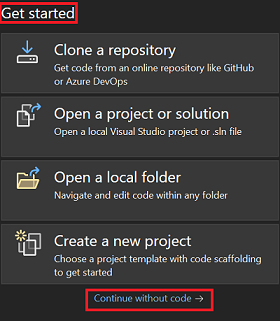 Get started
Clone a repository
Get code from an online repository like GitHub
or Azure DevOps
Open a project or solution
Open a local Visual Studio project or .sln file
Open a local folder
Navigate and edit code within any folder
Create a new project
Choose a project template with code scaffolding
to get started
Continue without code →